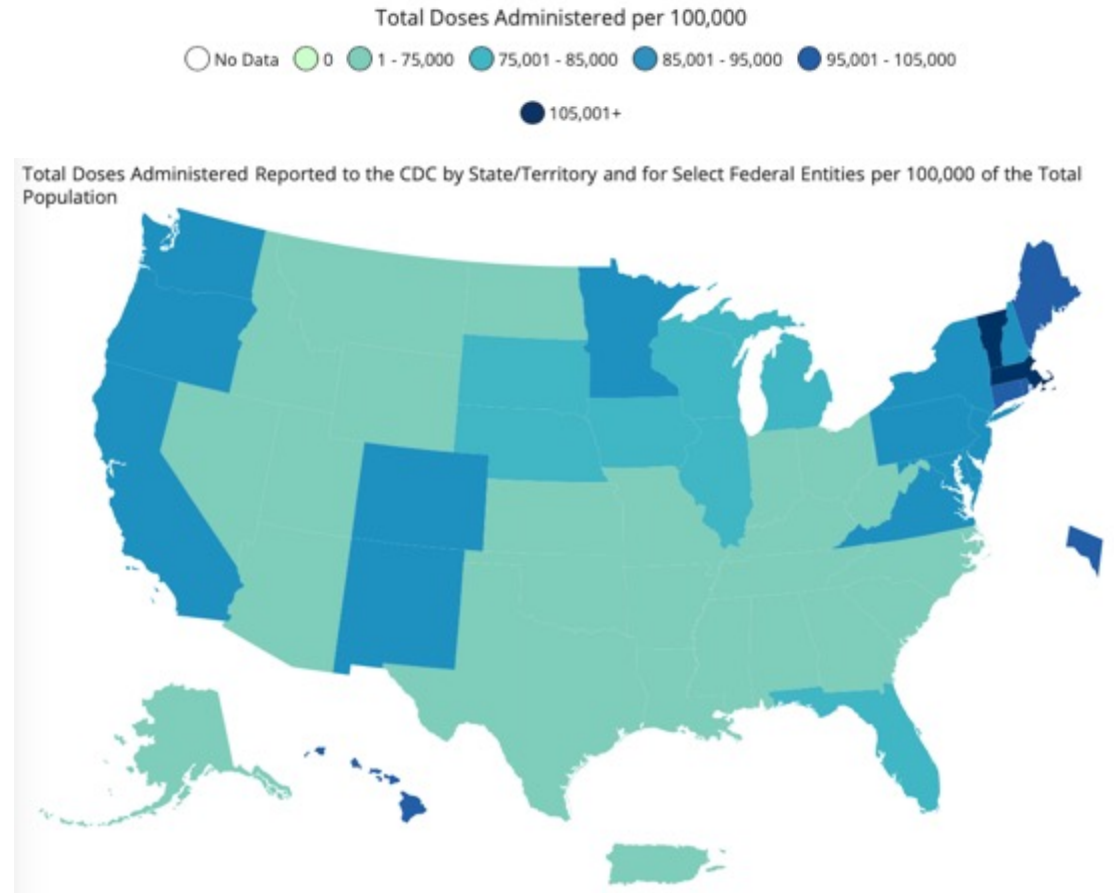 Total Doses Administered per 100,000
No Data 0 1 - 75,000 75,001 - 85,000 85,001 - 95,000 95,001 - 105,000
105,001+
Total Doses Administered Reported to the CDC by State/Territory and for Select Federal Entities per 100,000 of the Total
Population